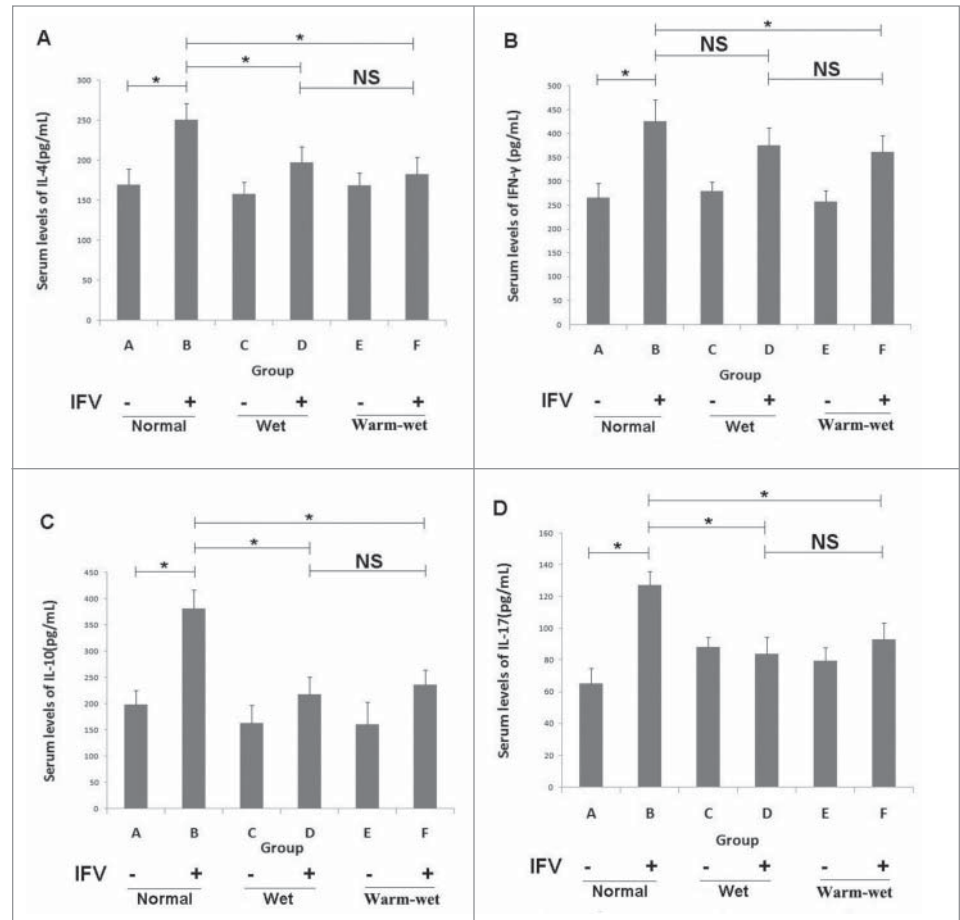 A
*
*
*
NS
300
250
200
150
100
50
0
Serum levels of IL-4(pg/mL)
A B C D E F
Group
IFV - + - + - +
Normal Wet Warm-wet
B
*
NS
*
NS
500
450
400
350
300
250
200
150
100
50
0
Serum levels of IFN-γ (pg/mL)
A B C D E F
Group
IFV - + - + - +
Normal Wet Warm-wet
C
*
*
*
NS
450
400
350
300
250
200
150
100
50
0
Serum levels of IL-10(pg/mL)
A B C D E F
Group
IFV - + - + - +
Normal Wet Warm-wet
D
*
*
*
NS
160
140
120
100
80
60
40
20
0
Serum levels of IL-17(pg/mL)
A B C D E F
Group
IFV - + - + - +
Normal Wet Warm-wet